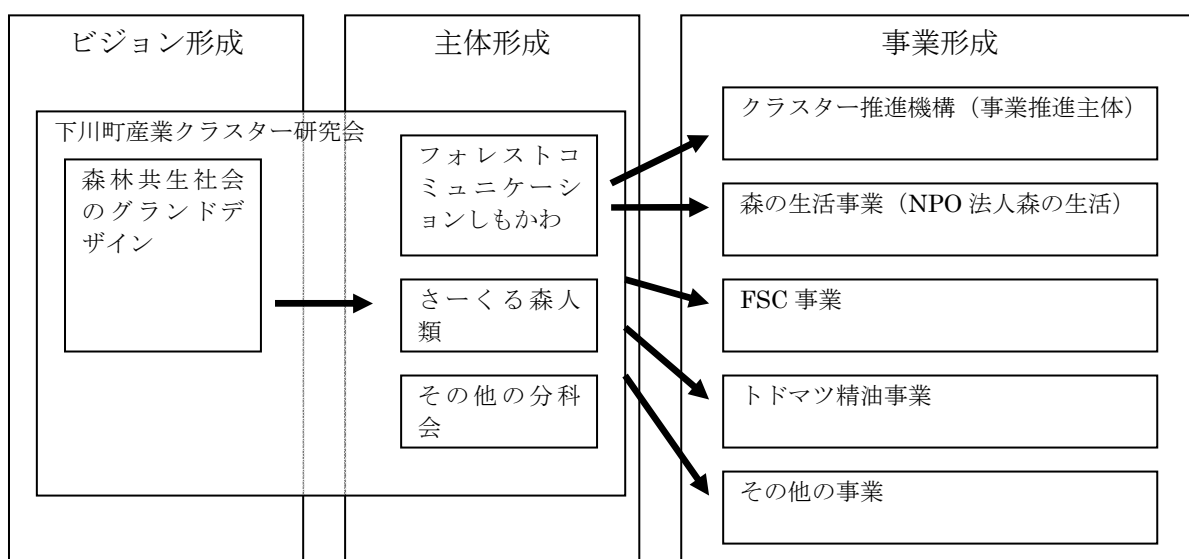 ビジョン形成
主体形成
事業形成
下川町産業クラスター研究会
森林共生社会
のグランドデ
ザイン
フォレストコ
ミュニケーシ
ョンしもかわ
さーくる森人
類
その他の分科
会
クラスター推進機構（事業推進主体）
森の生活事業（NPO 法人森の生活）
FSC 事業
トドマツ精油事業
その他の事業